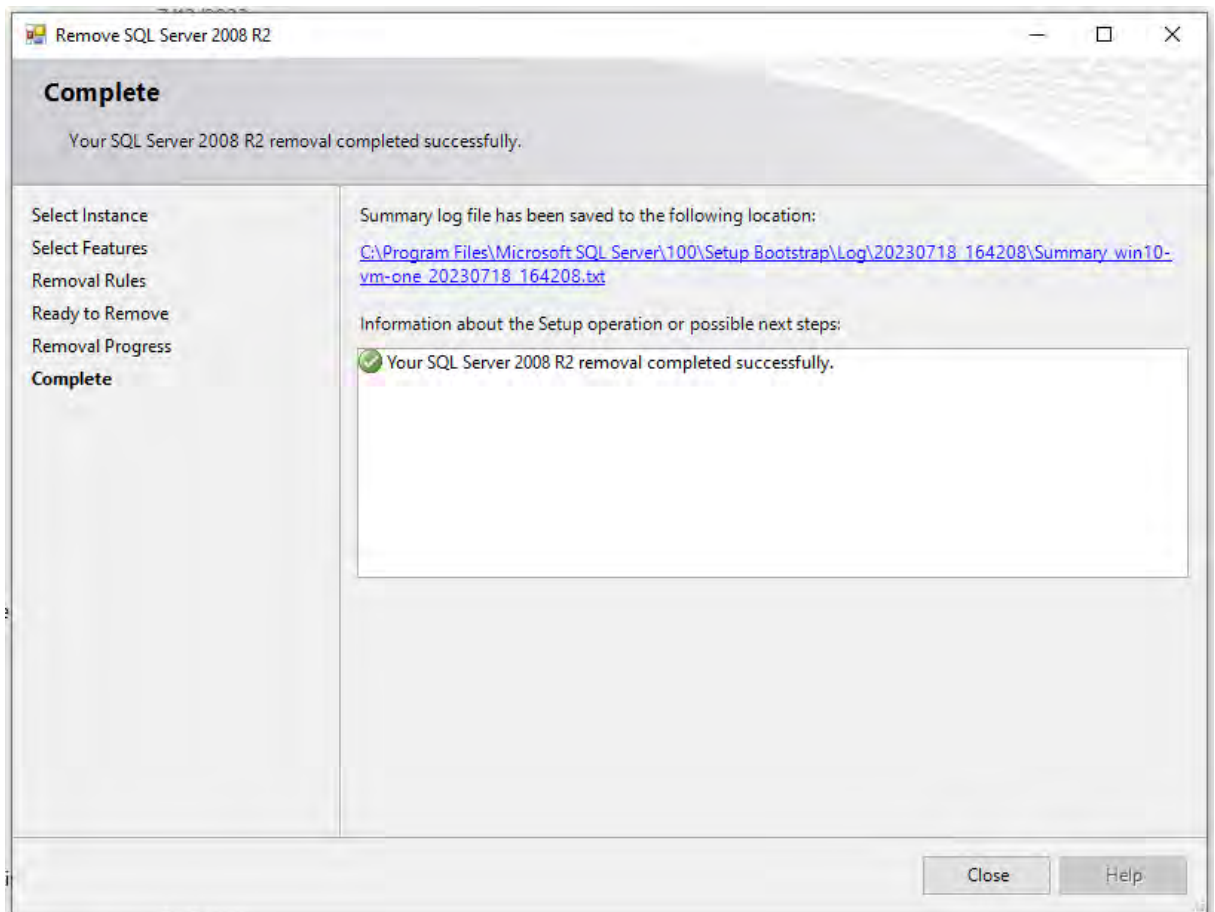 Remove SQL Server 2008 R2
Complete
Your SQL Server 2008 R2 removal completed successfully.
Select Instance
Select Features
Removal Rules
Ready to Remove
Removal Progress
Complete
Summary log file has been saved to the following location:
C:\Program Files\Microsoft SQL Server\100\Setup Bootstrap\Log\20230718_164208\Summary_win10-
vm-one_20230718_164208.txt
Information about the Setup operation or possible next steps:
Your SQL Server 2008 R2 removal completed successfully.
Close
Help